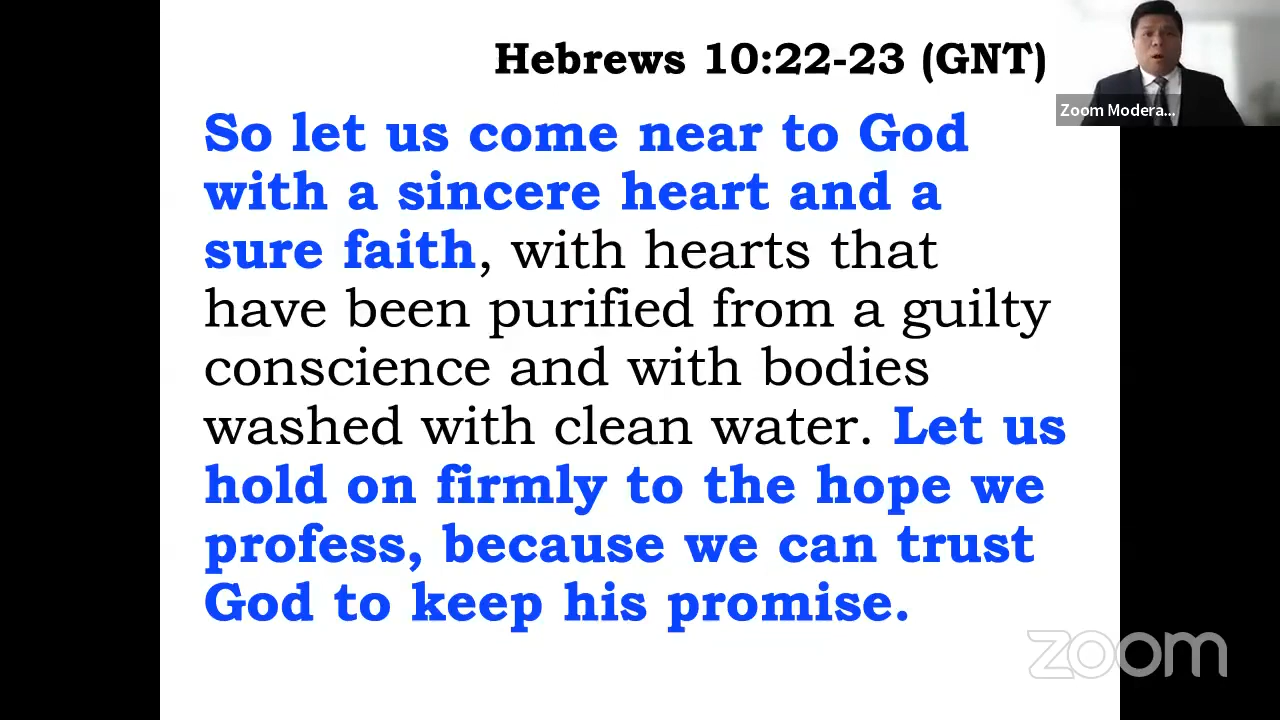 Hebrews 10:22-23 (GNT)
Zoom Modera...
So let us come near to God
with a sincere heart and a
sure faith, with hearts that
have been purified from a guilty
conscience and with bodies
washed with clean water. Let us
hold on firmly to the hope we
profess, because we can trust
God to keep his promise.
zoom